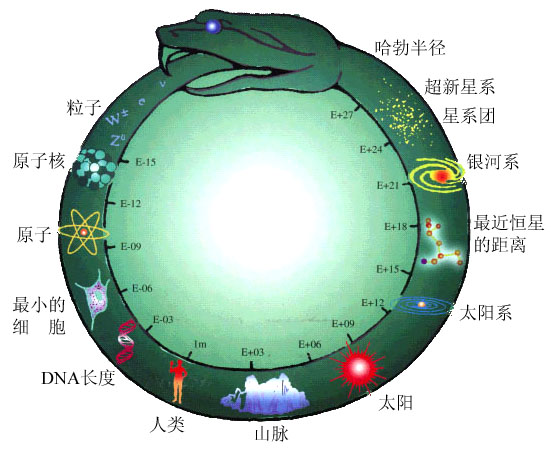 哈勃半径
超新星系
星系团
银河系
最近恒星
的距离
太阳系
太阳
山脉
人类
DNA长度
最小的
细 胞
原子
原子核
粒子
W±
e
ν
Z⁰
E-15
E-12
E-09
E-06
E-03
1m
E+03
E+06
E+09
E+12
E+15
E+18
E+21
E+24
E+27